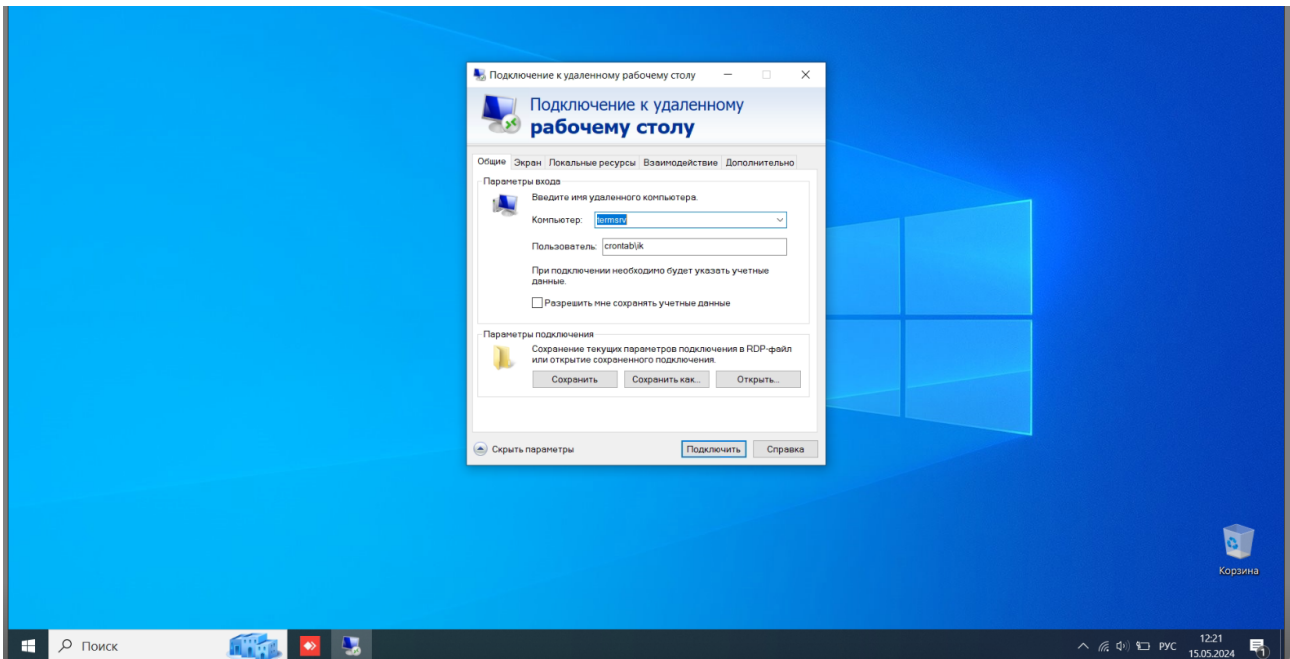 Подключение к удаленному рабочему столу
Подключение к удаленному
рабочему столу
Общие Экран Локальные ресурсы Взаимодействие Дополнительно
Параметры входа
Введите имя удаленного компьютера.
Компьютер: termsrv
Пользователь: crontab\ik
При подключении необходимо будет указать учетные
данные.
Разрешить мне сохранять учетные данные
Параметры подключения
Сохранение текущих параметров подключения в RDP-файл
или открытие сохраненного подключения.
Сохранить Сохранить как... Открыть...
Скрыть параметры Подключить Справка
Корзина
Поиск РУС 12:21
15.05.2024 1